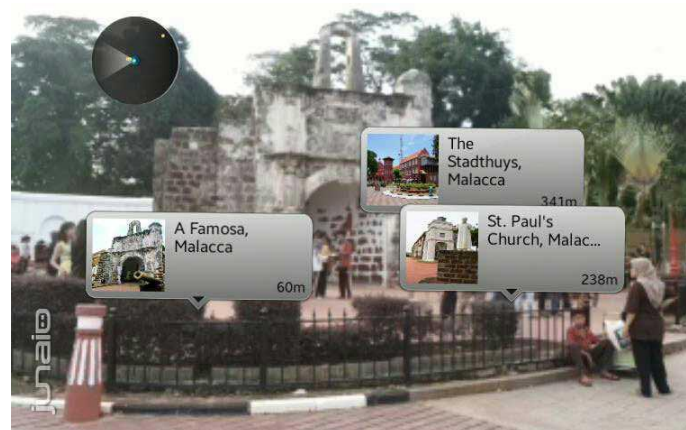 The
Stadthuys,
Malacca
341m
A Famosa,
Malacca
60m
St. Paul's
Church, Malac...
238m
junaio